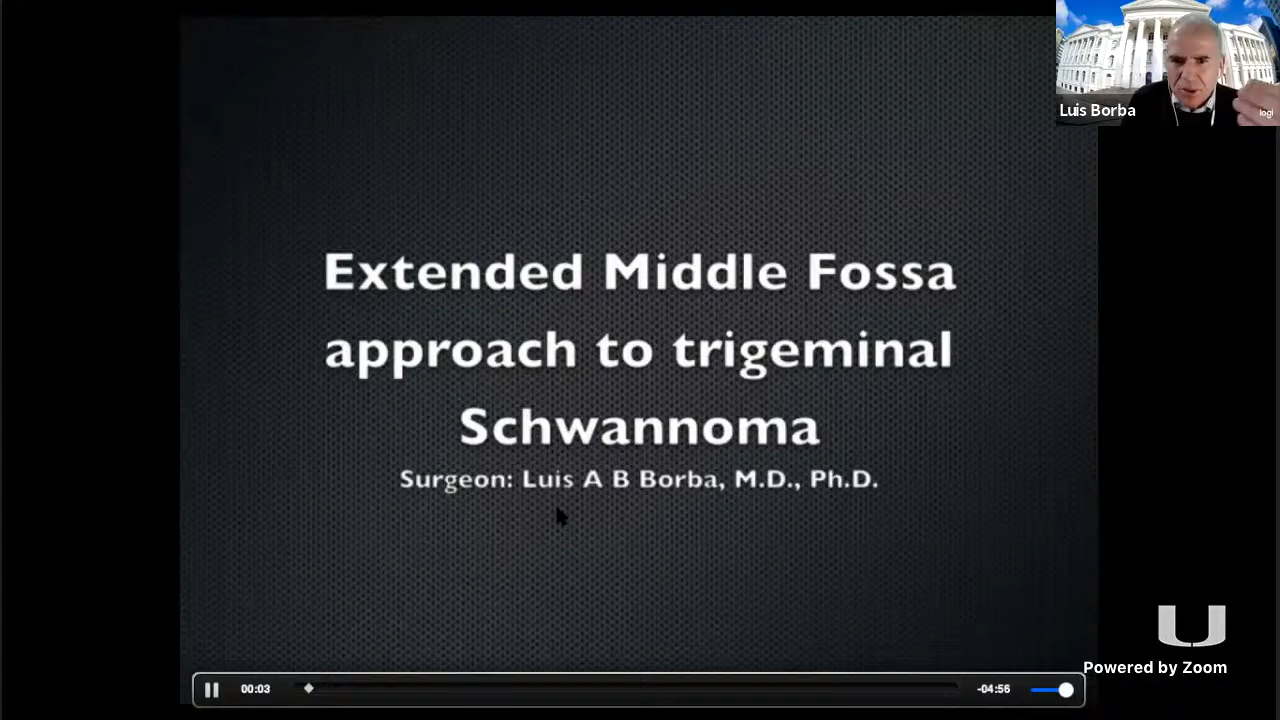 Luis Borba
logi
Extended Middle Fossa
approach to trigeminal
Schwannoma
Surgeon: Luis A B Borba, M.D., Ph.D.
U
Powered by Zoom
00:03
-04:56